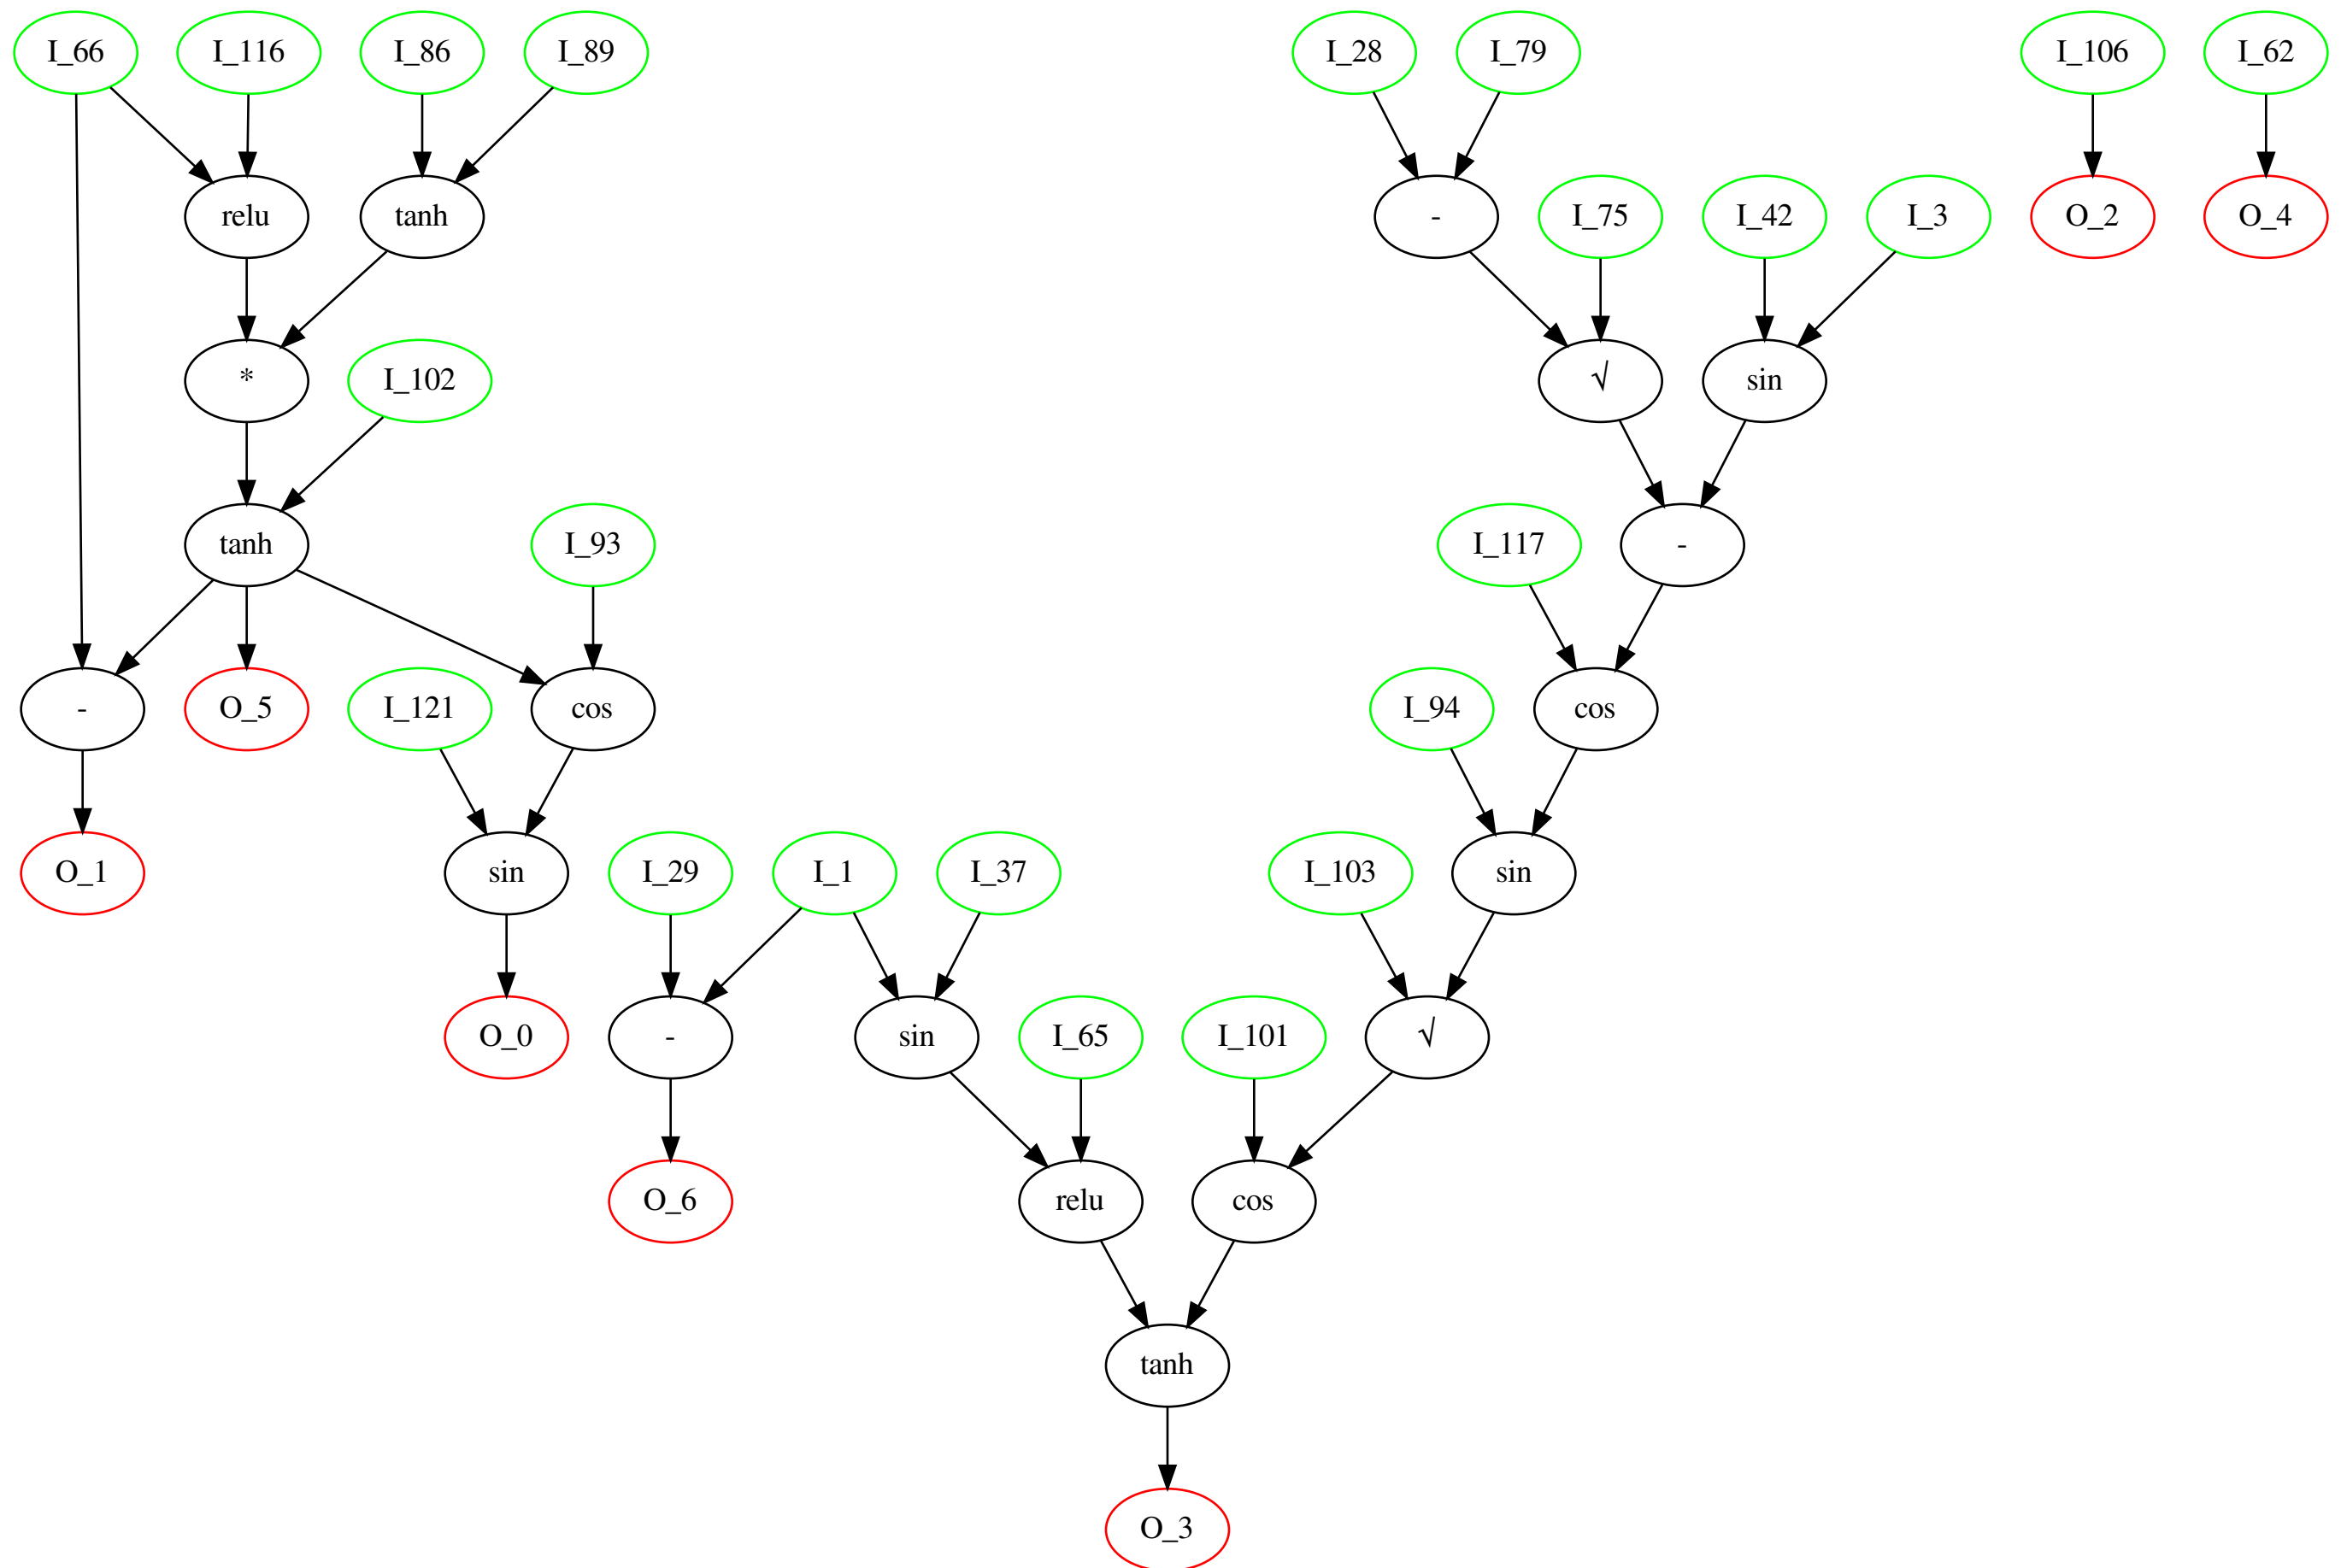 I_66 I_116 I_86 I_89 I_28 I_79 I_106 I_62
relu tanh - I_75 I_42 I_3 O_2 O_4
* I_102 √ sin
tanh I_93 I_117 -
- O_5 I_121 cos I_94 cos
O_1 sin I_29 I_1 I_37 I_103 sin
O_0 - sin I_65 I_101 √
O_6 relu cos
tanh
O_3